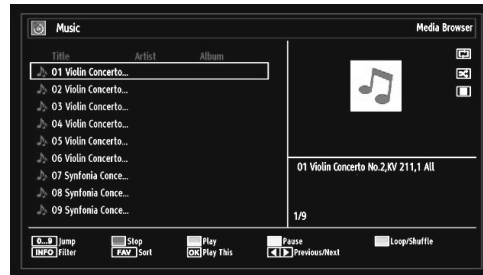 Music
Media Browser
Title Artist Album
01 Violin Concerto...
02 Violin Concerto...
03 Violin Concerto...
04 Violin Concerto...
05 Violin Concerto...
06 Violin Concerto...
07 Synfonia Conce...
08 Synfonia Conce...
09 Synfonia Conce...
01 Violin Concerto No.2,KV 211,1 All
1/9
0...9 Jump Stop Play Pause Loop/Shuffle
INFO Filter FAV Sort OK Play This Previous/Next